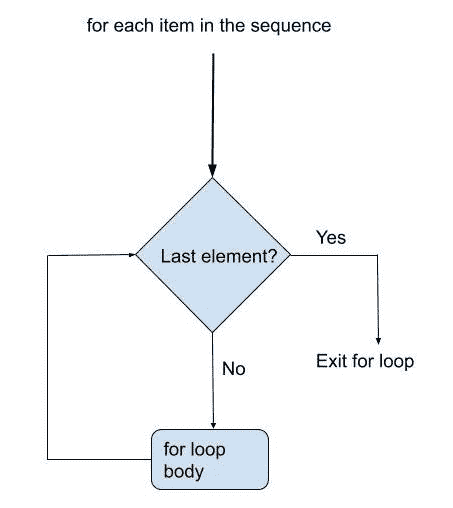 for each item in the sequence
Last element?
Yes
Exit for loop
No
for loop
body